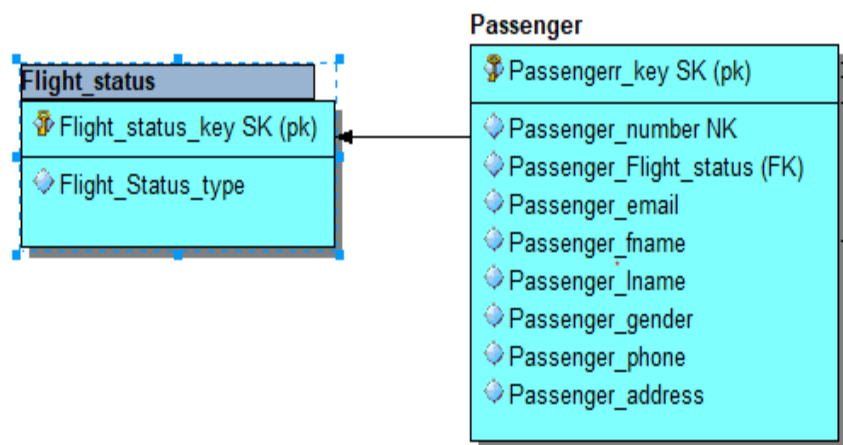 Flight_status
Flight_status_key SK (pk)
Flight_Status_type
Passenger
Passengerr_key SK (pk)
Passenger_number NK
Passenger_Flight_status (FK)
Passenger_email
Passenger_fname
Passenger_lname
Passenger_gender
Passenger_phone
Passenger_address